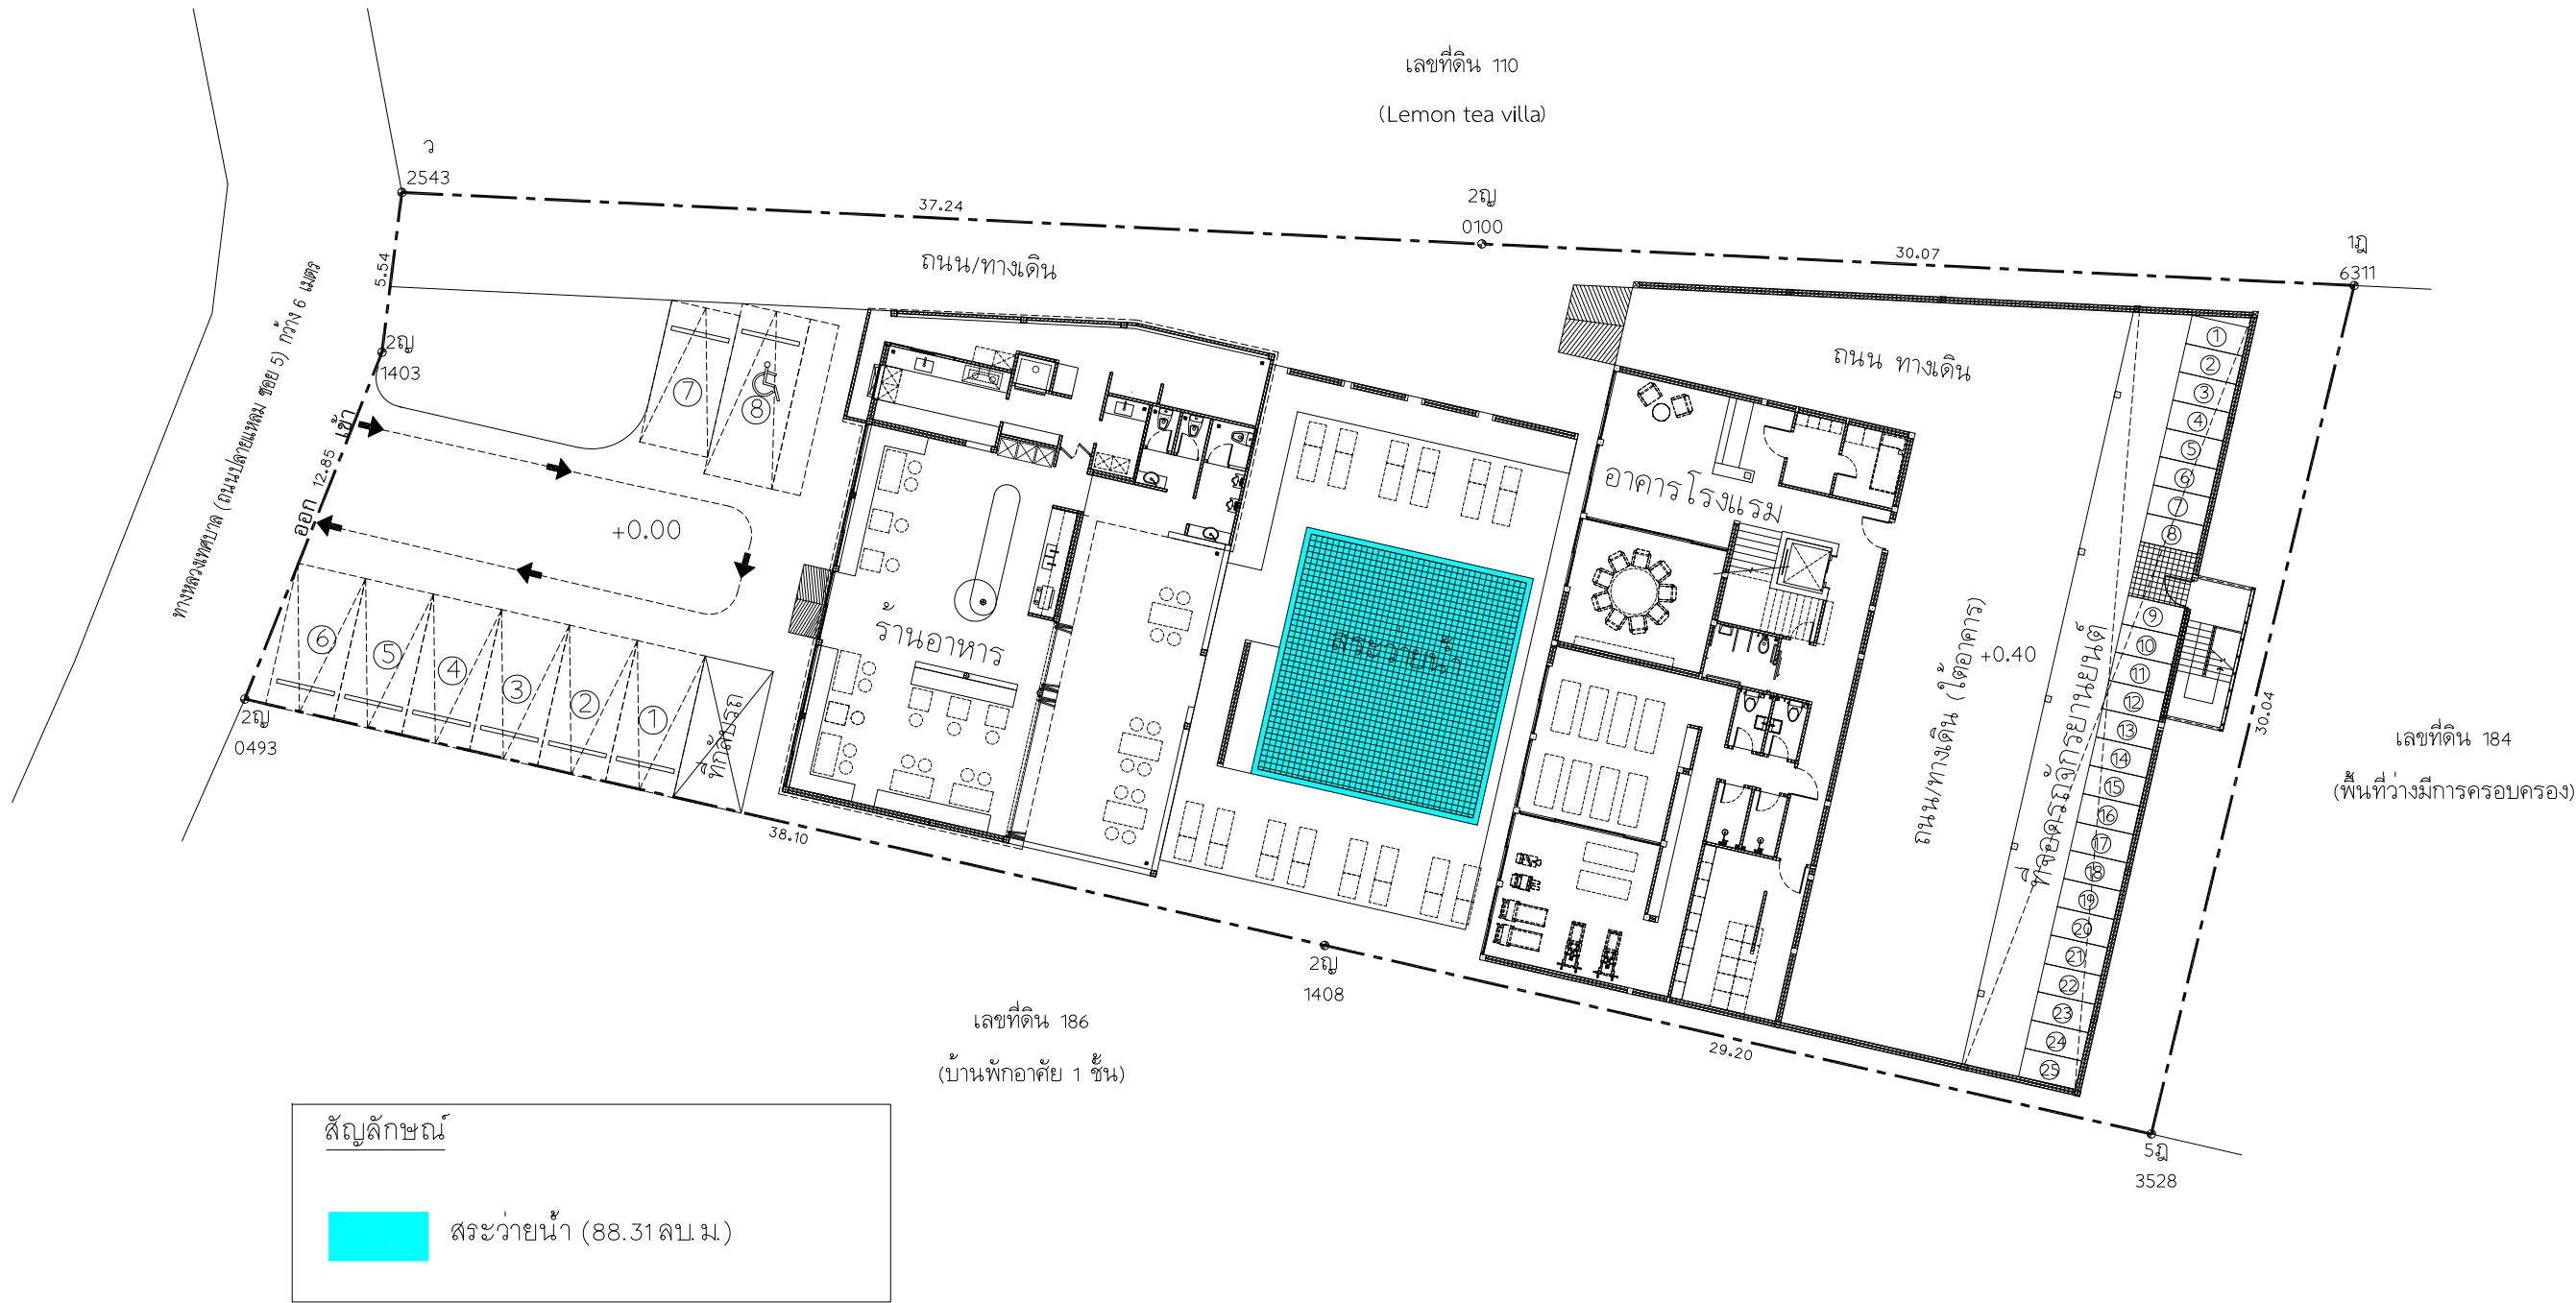 เลขที่ดิน 110
(Lemon tea villa)
ว
2543
37.24
2ญ
0100
30.07
1ฎ
6311
ถนน/ทางเดิน
5.54
2ญ
1403
ทางหลวงเทศบาล (ถนนปลายแหลม ซอย 5) กว้าง 6 เมตร
เข้า
12.85
ออก
+0.00
7
8
6
5
4
3
2
1
ที่กลับรถ
2ญ
0493
ร้านอาหาร
สระว่ายน้ำ
อาคารโรงแรม
ถนน ทางเดิน
ถนน/ทางเดิน (ใต้อาคาร)
+0.40
ที่จอดรถจักรยานยนต์
1
2
3
4
5
6
7
8
9
10
11
12
13
14
15
16
17
18
19
20
21
22
23
24
25
30.04
เลขที่ดิน 184
(พื้นที่ว่างมีการครอบครอง)
38.10
2ญ
1408
29.20
5ฎ
3528
เลขที่ดิน 186
(บ้านพักอาศัย 1 ชั้น)
สัญลักษณ์
สระว่ายน้ำ (88.31 ลบ.ม.)